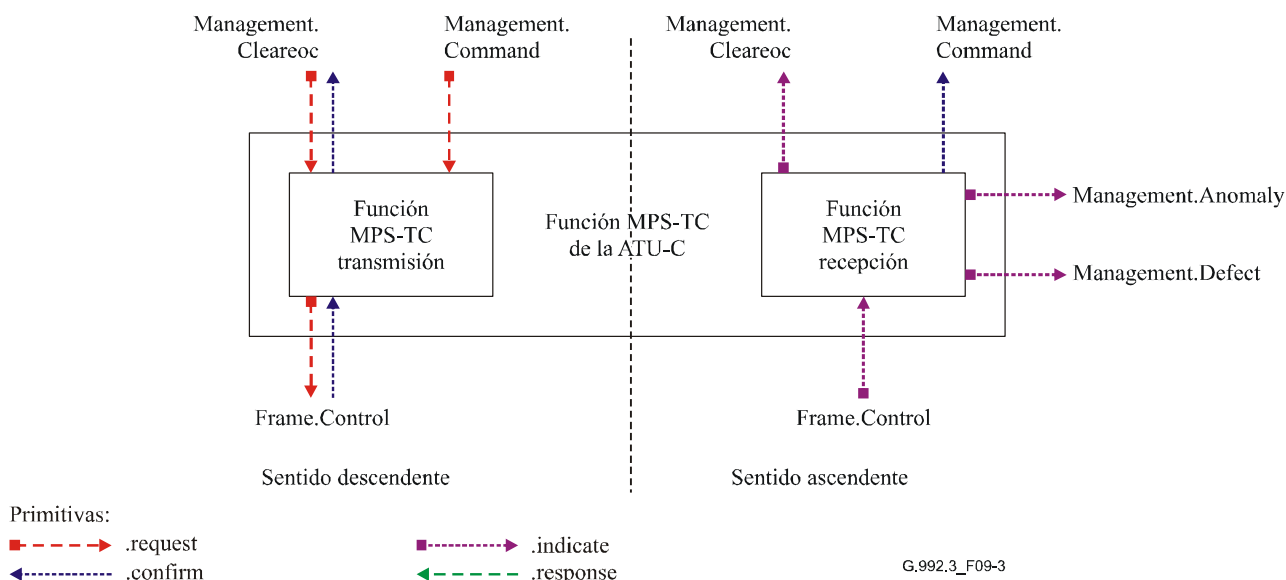 Management.
Cleareoc
Management.
Command
Management.
Cleareoc
Management.
Command
Función
MPS-TC
transmisión
Función MPS-TC
de la ATU-C
Función
MPS-TC
recepción
Management.Anomaly
Management.Defect
Frame.Control
Frame.Control
Sentido descendente
Sentido ascendente
Primitivas:
.request
.indicate
.confirm
.response
G.992.3_F09-3